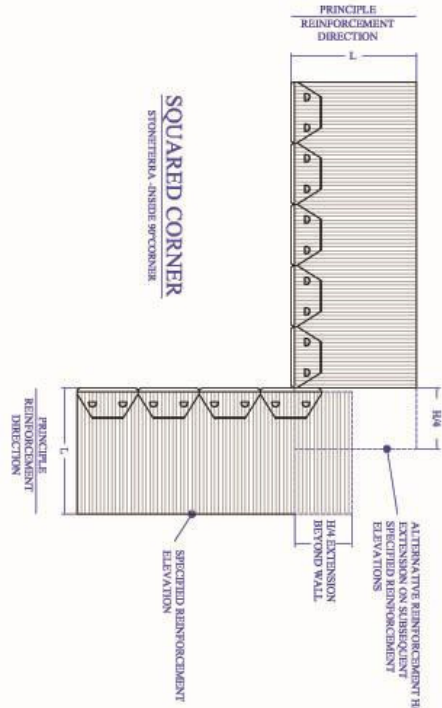 PRINCIPLE
REINFORCEMENT
DIRECTION
L
SQUARED CORNER
STONETERRA -INSIDE 90°CORNER
H/4
ALTERNATIVE REINFORCEMENT H/
EXTENSION ON SUBSEQUENT
SPECIFIED REINFORCEMENT
ELEVATIONS
H/4 EXTENSION
BEYOND WALL
PRINCIPLE
REINFORCEMENT
DIRECTION
L
SPECIFIED REINFORCEMENT
ELEVATION